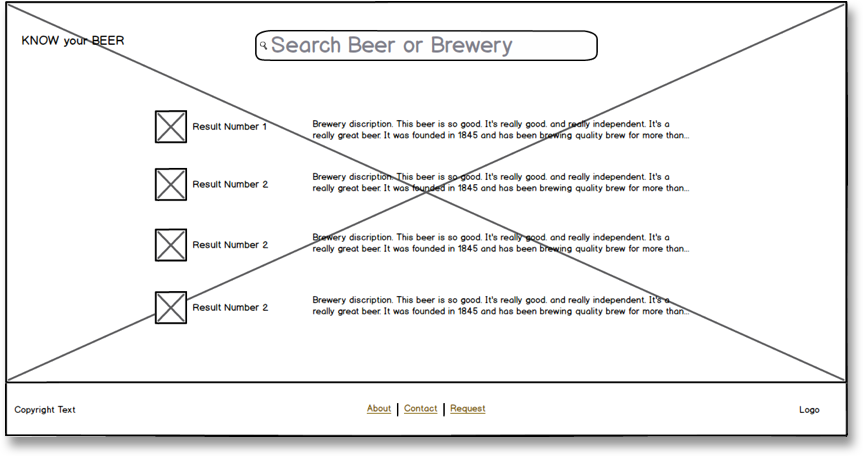 KNOW your BEER
Search Beer or Brewery
Result Number 1
Brewery discription. This beer is so good. It's really good. and really independent. It's a
really great beer. It was founded in 1845 and has been brewing quality brew for more than...
Result Number 2
Brewery discription. This beer is so good. It's really good. and really independent. It's a
really great beer. It was founded in 1845 and has been brewing quality brew for more than...
Result Number 2
Brewery discription. This beer is so good. It's really good. and really independent. It's a
really great beer. It was founded in 1845 and has been brewing quality brew for more than...
Result Number 2
Brewery discription. This beer is so good. It's really good. and really independent. It's a
really great beer. It was founded in 1845 and has been brewing quality brew for more than...
Copyright Text
About | Contact | Request
Logo